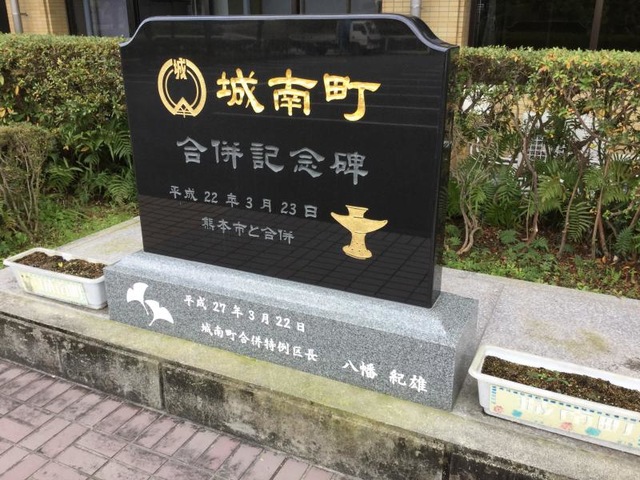 城南町
合併記念碑
平成 22 年 3 月 23 日
熊本市と合併
平成 27 年 3 月 22 日
城南町合併特例区長 八幡 紀雄